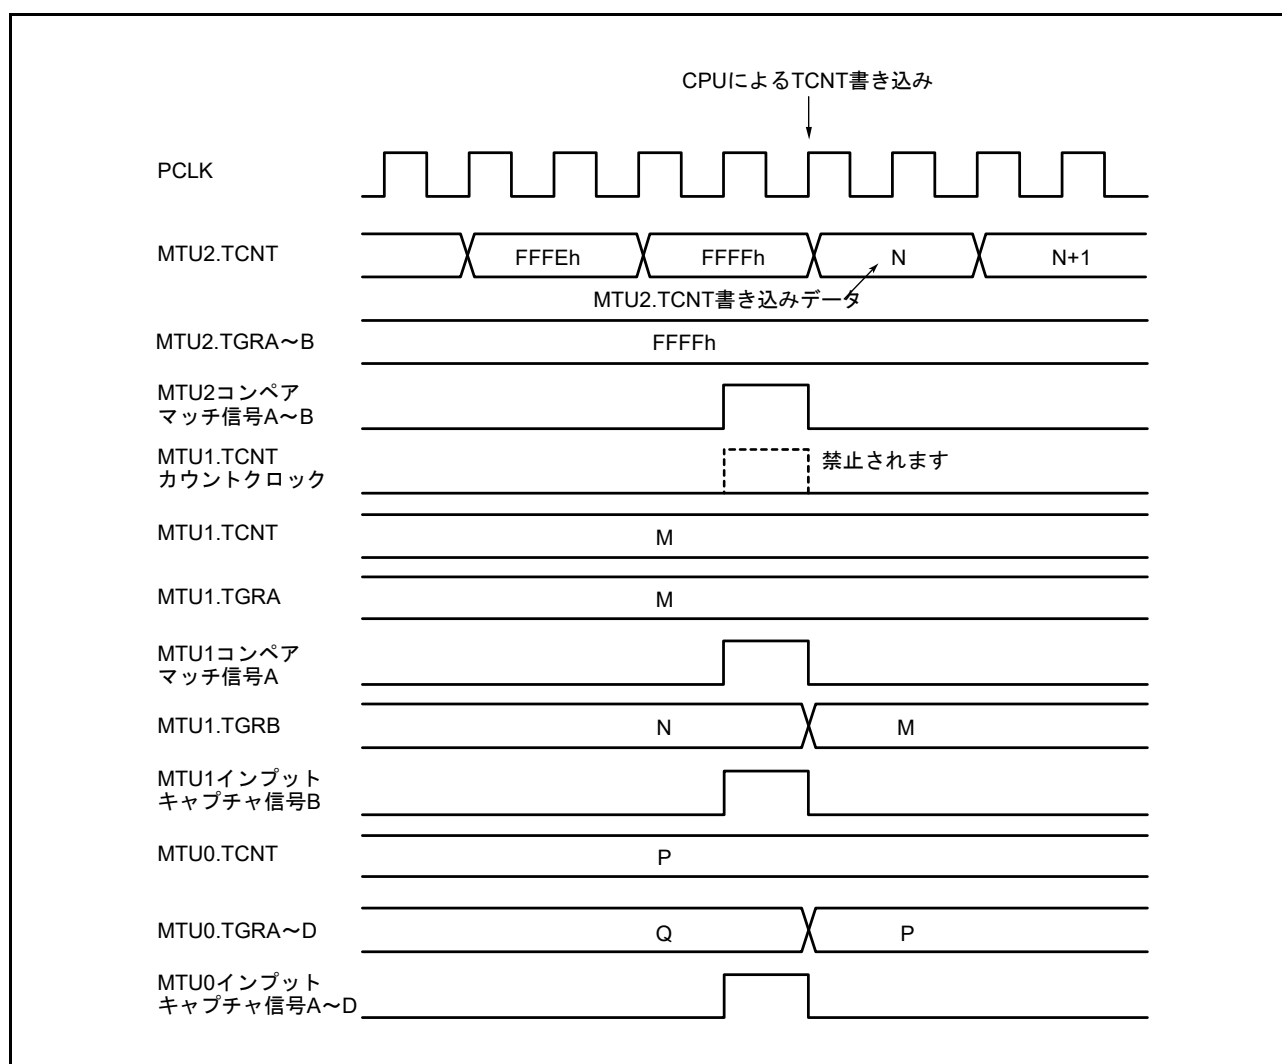 CPUによるTCNT書き込み
PCLK
MTU2.TCNT
FFFEh
FFFFh
N
N+1
MTU2.TCNT書き込みデータ
MTU2.TGRA～B
FFFFh
MTU2コンペア
マッチ信号A～B
MTU1.TCNT
カウントクロック
禁止されます
MTU1.TCNT
M
MTU1.TGRA
M
MTU1コンペア
マッチ信号A
MTU1.TGRB
N
M
MTU1インプット
キャプチャ信号B
MTU0.TCNT
P
MTU0.TGRA～D
Q
P
MTU0インプット
キャプチャ信号A～D